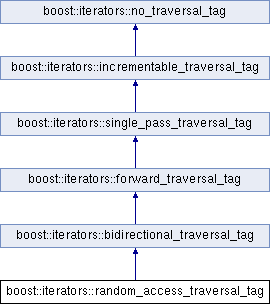 boost::iterators::no_traversal_tag
boost::iterators::incrementable_traversal_tag
boost::iterators::single_pass_traversal_tag
boost::iterators::forward_traversal_tag
boost::iterators::bidirectional_traversal_tag
boost::iterators::random_access_traversal_tag